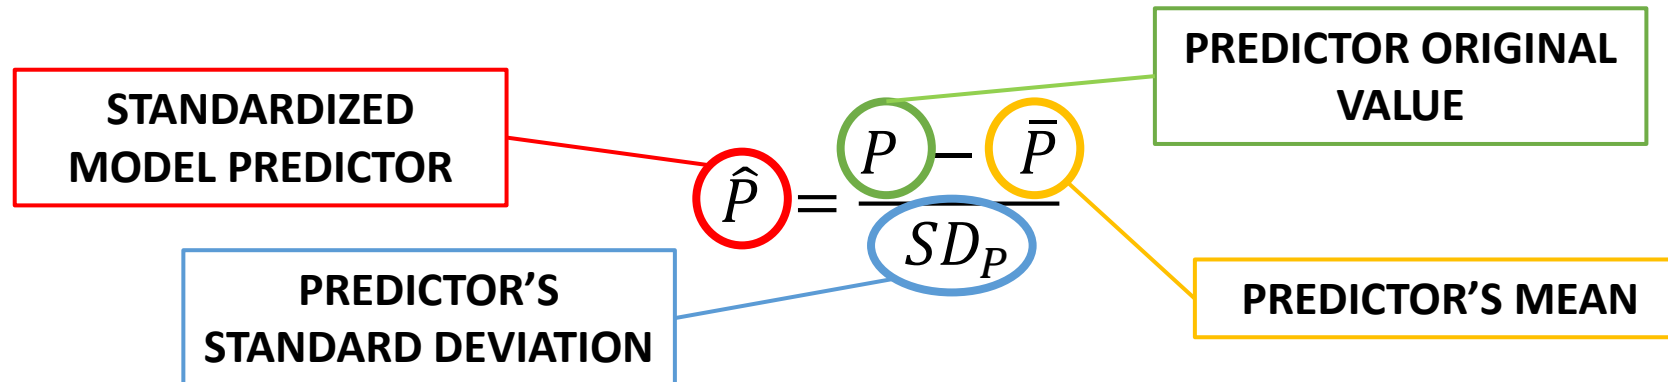 PREDICTOR ORIGINAL
VALUE
STANDARDIZED
MODEL PREDICTOR
P̂ = (P − P̄) / SD_P
PREDICTOR’S
STANDARD DEVIATION
PREDICTOR’S MEAN